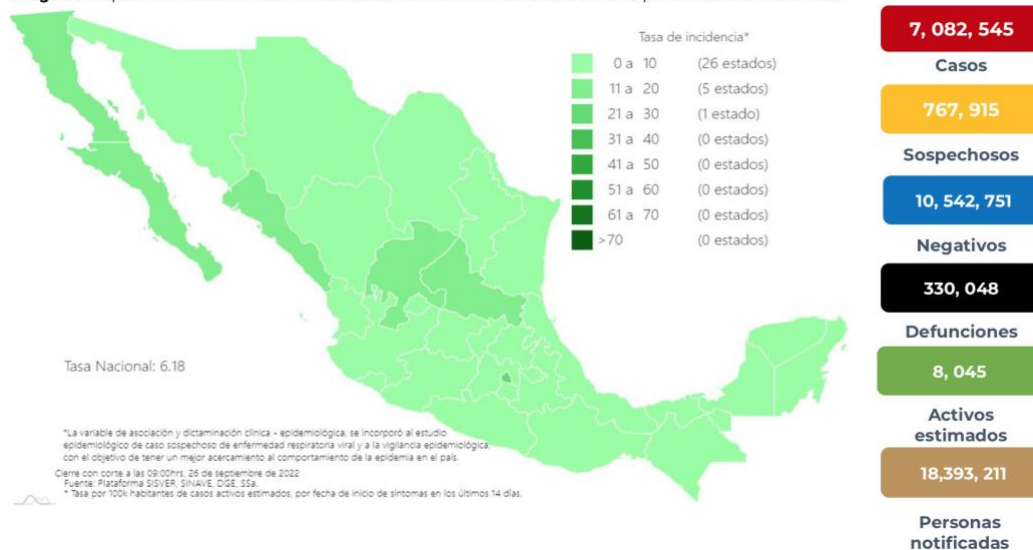 Tasa de incidencia*
0 a 10 (26 estados)
11 a 20 (5 estados)
21 a 30 (1 estado)
31 a 40 (0 estados)
41 a 50 (0 estados)
51 a 60 (0 estados)
61 a 70 (0 estados)
>70 (0 estados)
Tasa Nacional: 6.18
*La variable de asociación y dictaminación clínica - epidemiológica, se incorporó al estudio
epidemiológico de caso sospechoso de enfermedad respiratoria viral y a la vigilancia epidemiológica,
con el objetivo de tener un mejor acercamiento al comportamiento de la epidemia en el país.
Cierre con corte a las 09:00hrs, 26 de septiembre de 2022
Fuente: Plataforma SISVER, SINAVE, DGE, SSa.
* Tasa por 100k habitantes de casos activos estimados, por fecha de inicio de síntomas en los últimos 14 días.
7, 082, 545
Casos
767, 915
Sospechosos
10, 542, 751
Negativos
330, 048
Defunciones
8, 045
Activos
estimados
18,393, 211
Personas
notificadas